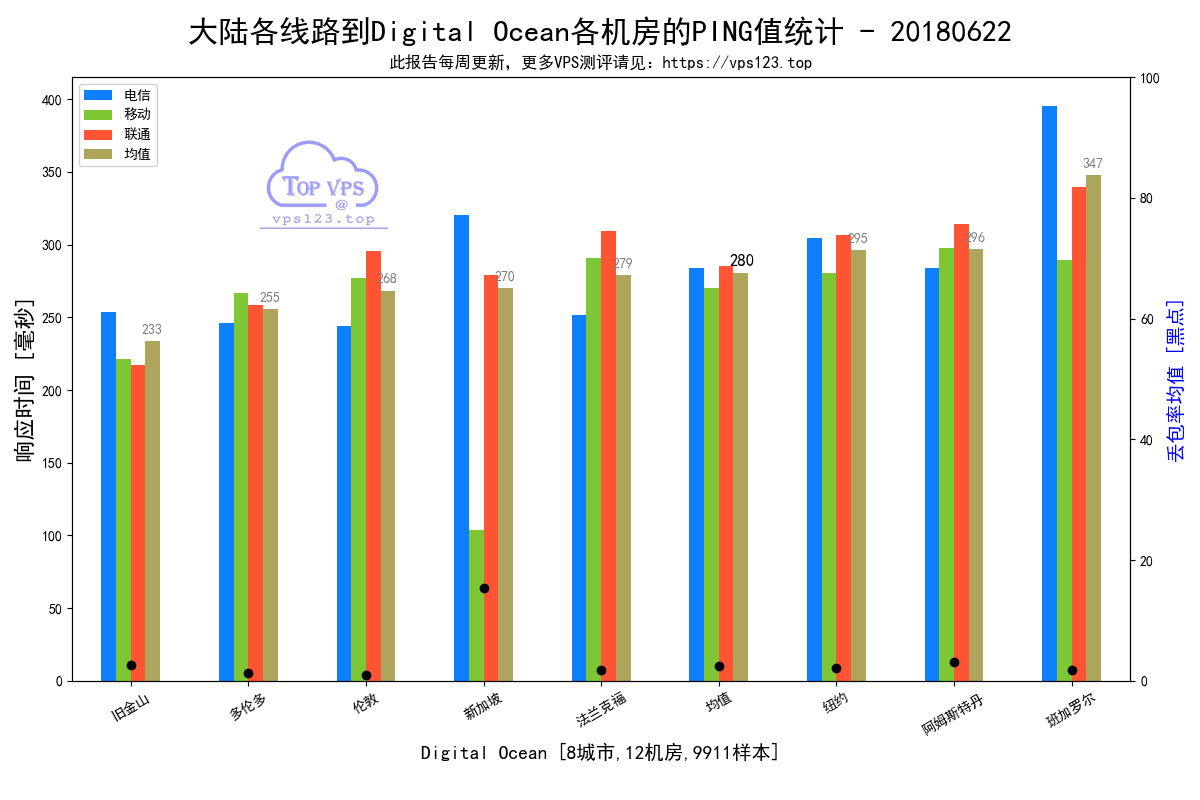 大陆各线路到Digital Ocean各机房的PING值统计 - 20180622
此报告每周更新，更多VPS测评请见：https://vps123.top
电信
移动
联通
均值
TOP VPS
@
vps123.top
响应时间 [毫秒]
400
350
300
250
200
150
100
50
0
233
255
268
270
279
280
295
296
347
100
80
60
40
20
0
丢包率均值 [黑点]
旧金山
多伦多
伦敦
新加坡
法兰克福
均值
纽约
阿姆斯特丹
班加罗尔
Digital Ocean [8城市,12机房,9911样本]